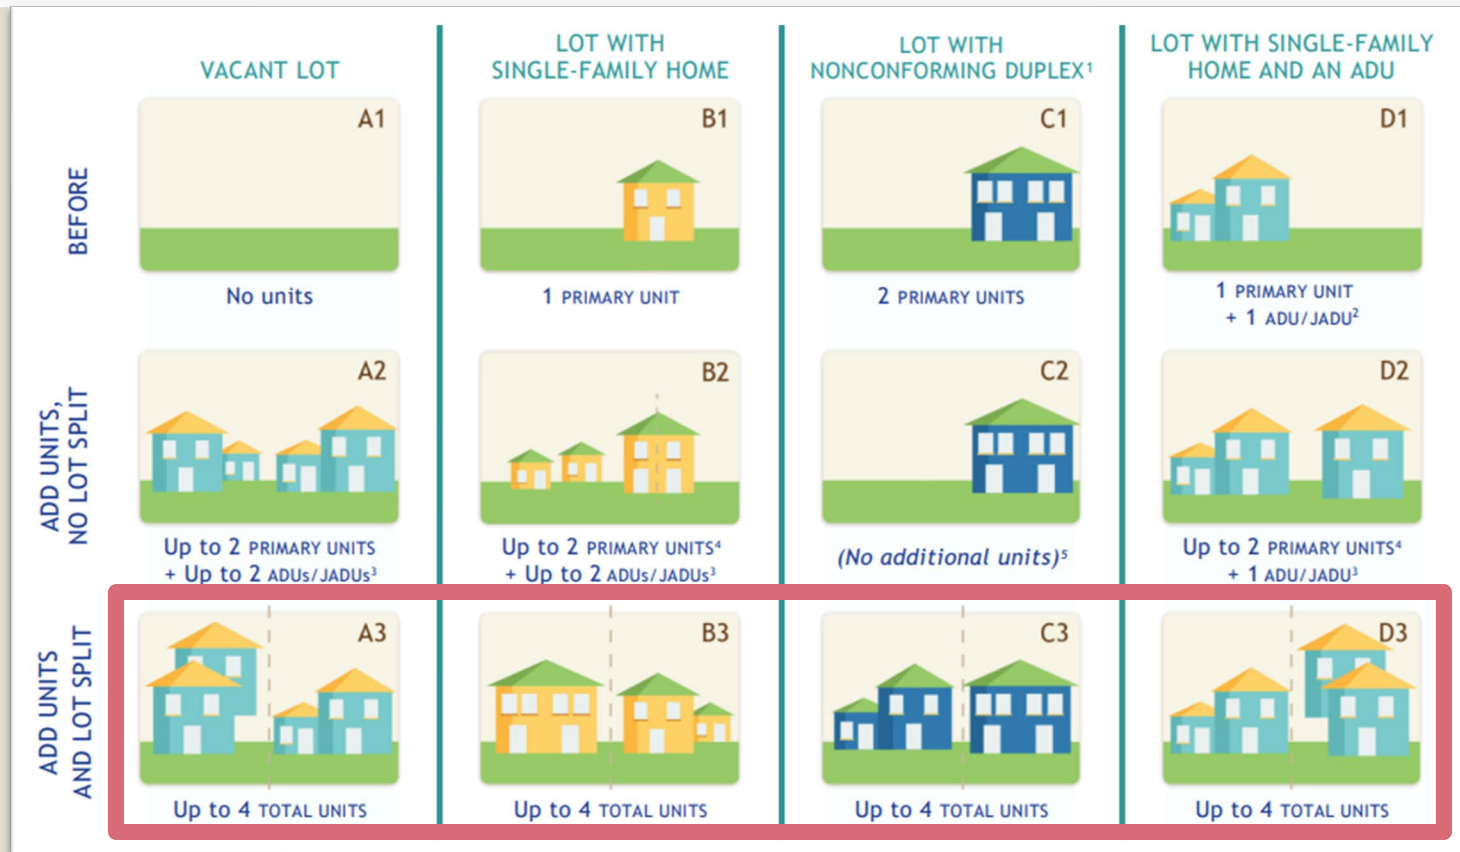 VACANT LOT
LOT WITH
SINGLE-FAMILY HOME
LOT WITH
NONCONFORMING DUPLEX¹
LOT WITH SINGLE-FAMILY
HOME AND AN ADU
BEFORE
A1
B1
C1
D1
No units
1 PRIMARY UNIT
2 PRIMARY UNITS
1 PRIMARY UNIT
+ 1 ADU/JADU²
ADD UNITS,
NO LOT SPLIT
A2
B2
C2
D2
Up to 2 PRIMARY UNITS
+ Up to 2 ADUs/JADUs³
Up to 2 PRIMARY UNITS⁴
+ Up to 2 ADUs/JADUs³
(No additional units)⁵
Up to 2 PRIMARY UNITS⁴
+ 1 ADU/JADU³
ADD UNITS
AND LOT SPLIT
A3
B3
C3
D3
Up to 4 TOTAL UNITS
Up to 4 TOTAL UNITS
Up to 4 TOTAL UNITS
Up to 4 TOTAL UNITS